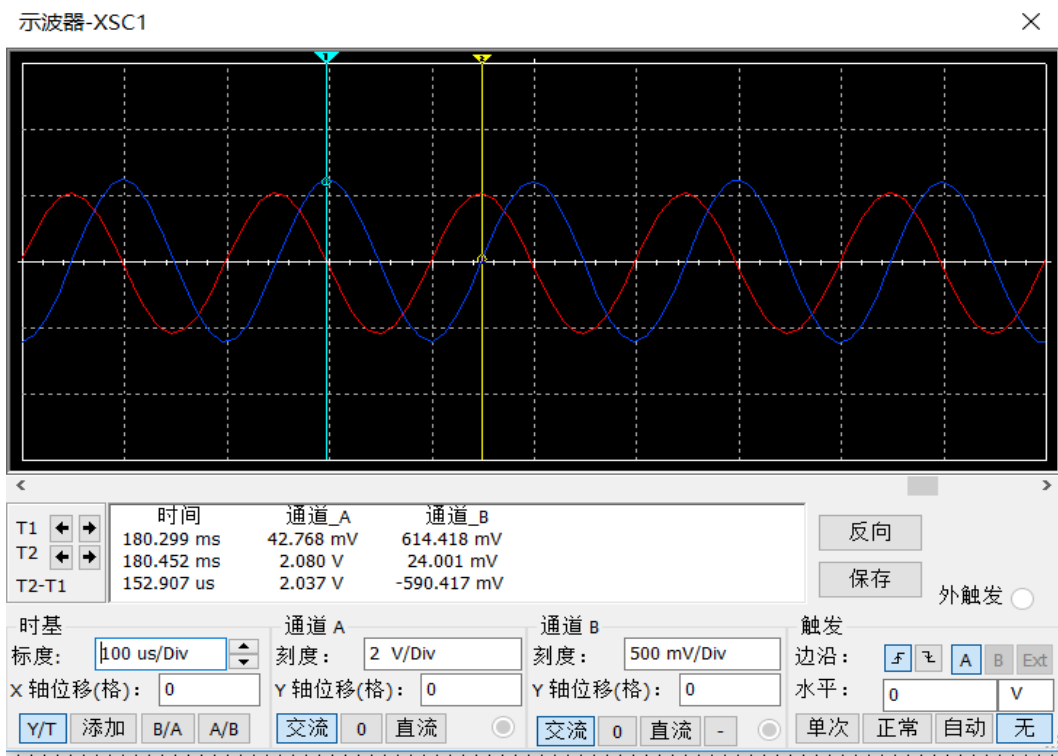 示波器-XSC1 ×
1 2
时间 通道_A 通道_B
T1 180.299 ms 42.768 mV 614.418 mV
T2 180.452 ms 2.080 V 24.001 mV
T2-T1 152.907 us 2.037 V -590.417 mV
反向
保存
外触发
时基 通道 A 通道 B 触发
标度: 100 us/Div 刻度: 2 V/Div 刻度: 500 mV/Div 边沿: A B Ext
X 轴位移(格): 0 Y 轴位移(格): 0 Y 轴位移(格): 0 水平: 0 V
Y/T 添加 B/A A/B 交流 0 直流 交流 0 直流 - 单次 正常 自动 无